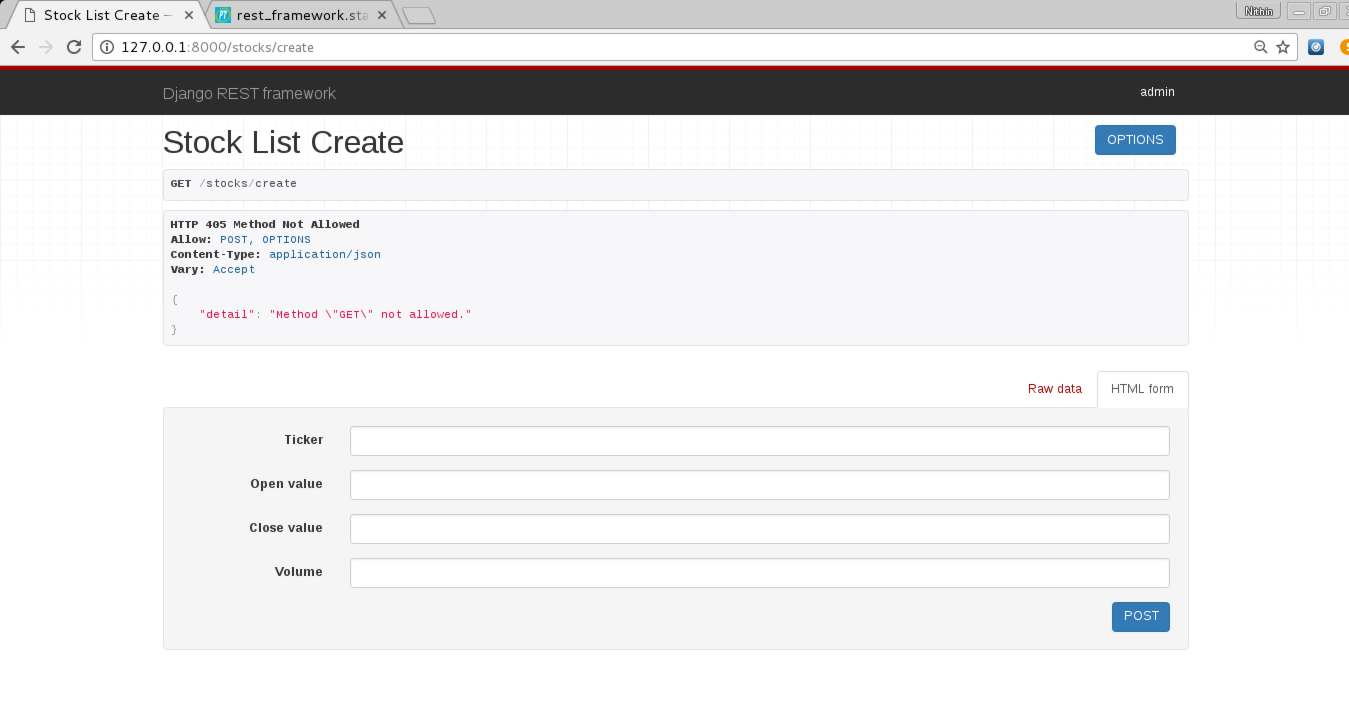 Stock List Create –
rest_framework.sta
Nithin
127.0.0.1:8000/stocks/create
Django REST framework
admin
Stock List Create
OPTIONS
GET /stocks/create
HTTP 405 Method Not Allowed
Allow: POST, OPTIONS
Content-Type: application/json
Vary: Accept
{
"detail": "Method \"GET\" not allowed."
}
Raw data
HTML form
Ticker
Open value
Close value
Volume
POST